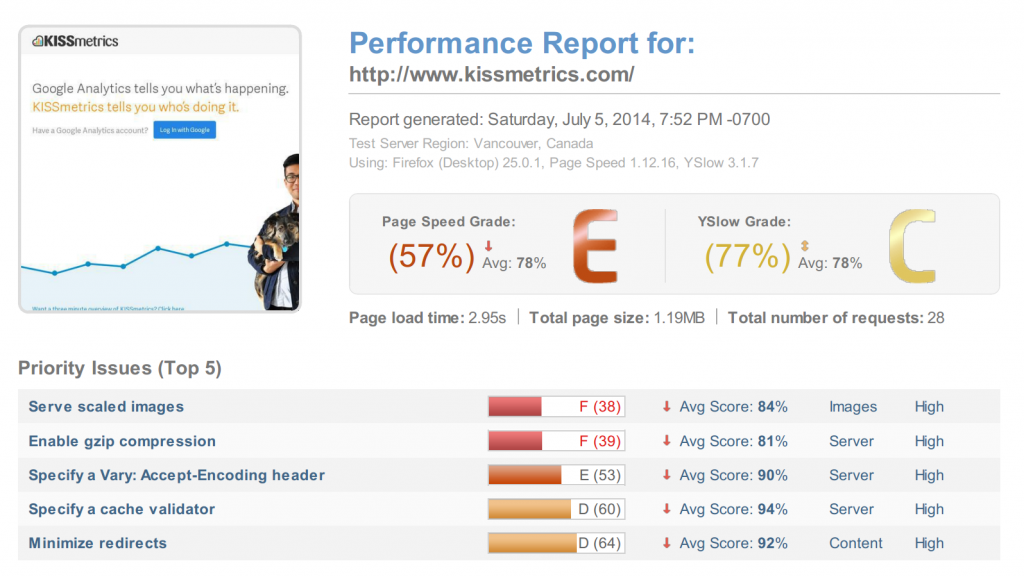 KISSmetrics
Google Analytics tells you what's happening.
KISSmetrics tells you who's doing it.
Have a Google Analytics account? Log in with Google
Want a three minute overview of KISSmetrics? Click here
Performance Report for:
http://www.kissmetrics.com/
Report generated: Saturday, July 5, 2014, 7:52 PM -0700
Test Server Region: Vancouver, Canada
Using: Firefox (Desktop) 25.0.1, Page Speed 1.12.16, YSlow 3.1.7
Page Speed Grade:
(57%) Avg: 78% E
YSlow Grade:
(77%) Avg: 78% C
Page load time: 2.95s | Total page size: 1.19MB | Total number of requests: 28
Priority Issues (Top 5)
Serve scaled images F (38) Avg Score: 84% Images High
Enable gzip compression F (39) Avg Score: 81% Server High
Specify a Vary: Accept-Encoding header E (53) Avg Score: 90% Server High
Specify a cache validator D (60) Avg Score: 94% Server High
Minimize redirects D (64) Avg Score: 92% Content High